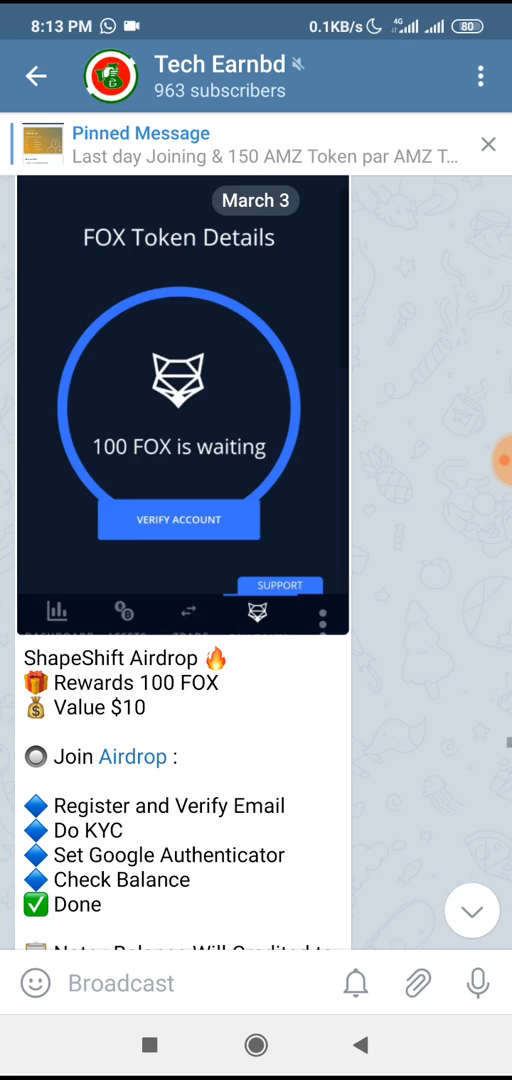 8:13 PM 0.1KB/s 4G 80
Tech Earnbd
963 subscribers
Pinned Message
Last day Joining & 150 AMZ Token par AMZ T...
March 3
FOX Token Details
100 FOX is waiting
VERIFY ACCOUNT
SUPPORT
ShapeShift Airdrop 🔥
🎁 Rewards 100 FOX
💰 Value $10
🔘 Join Airdrop :
🔷 Register and Verify Email
🔷 Do KYC
🔷 Set Google Authenticator
🔷 Check Balance
✅ Done
Broadcast